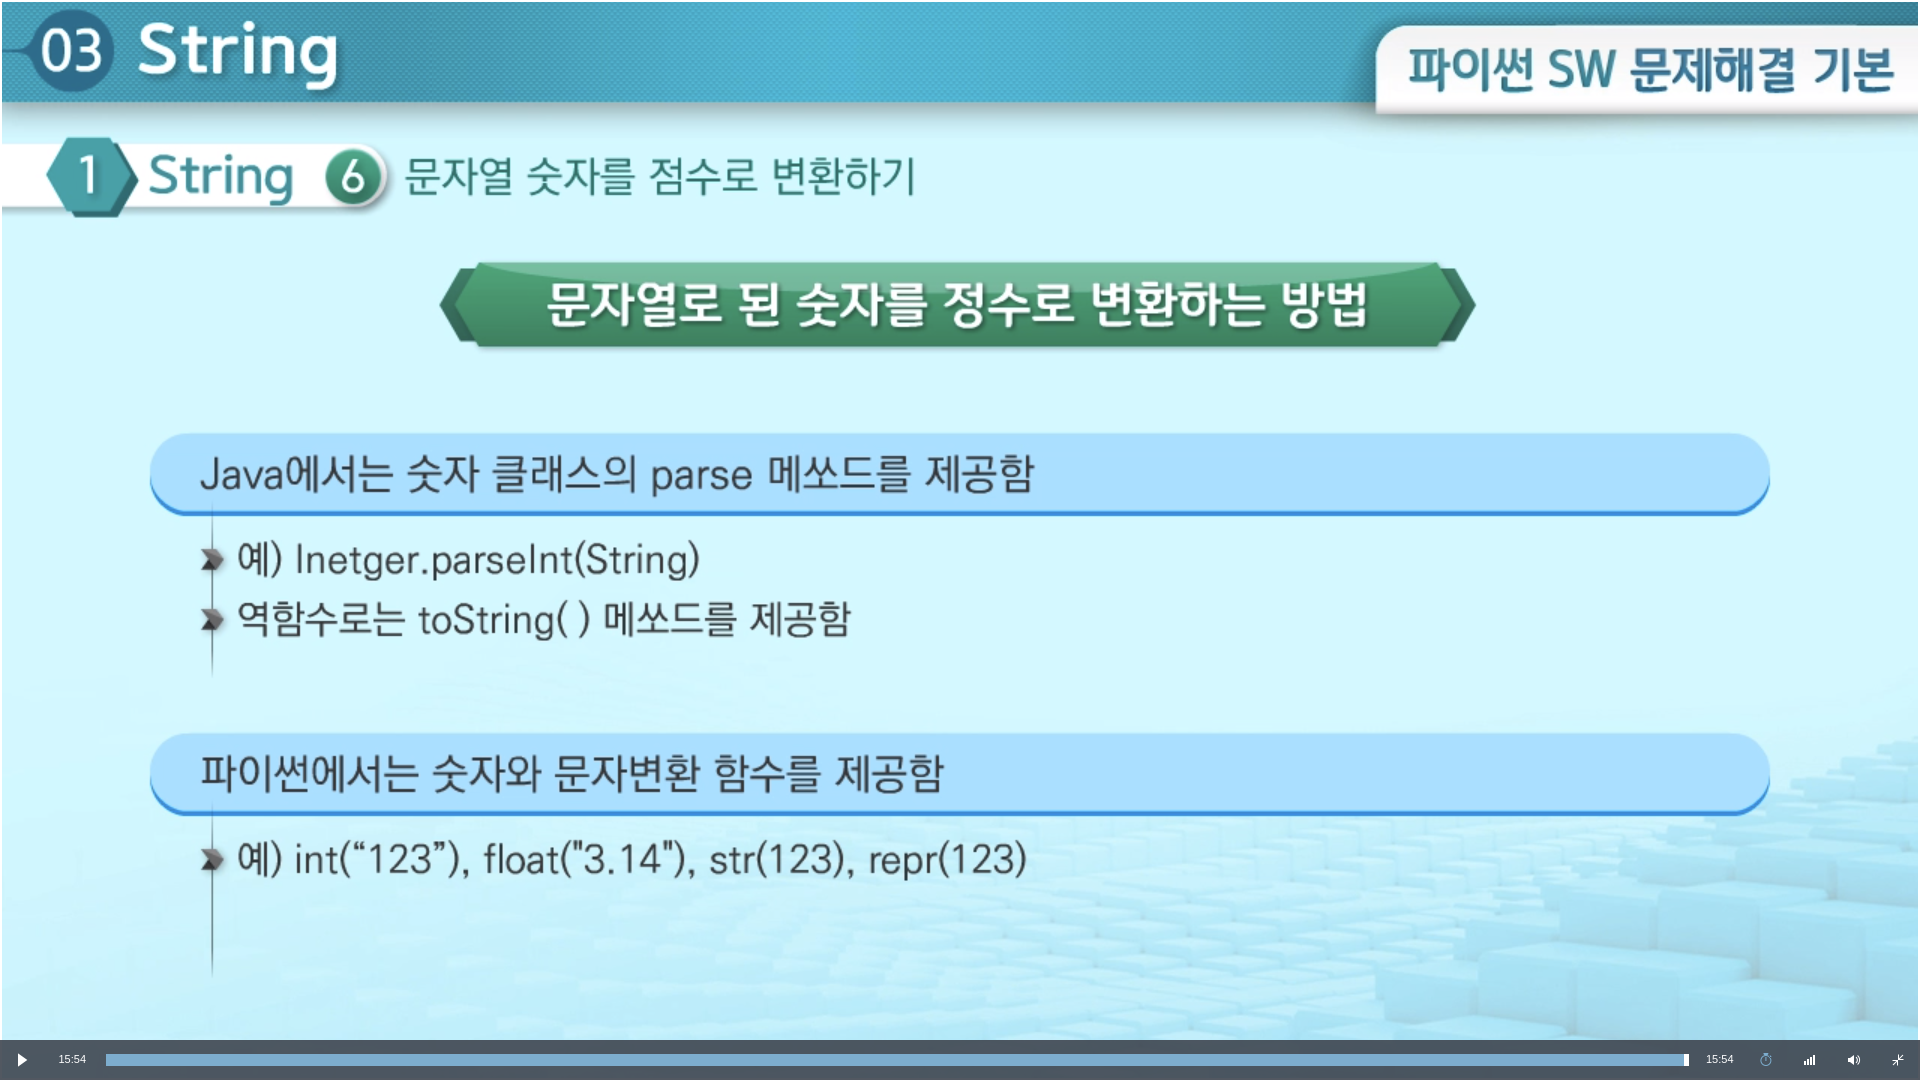 03 String
파이썬 SW 문제해결 기본
1 String 6 문자열 숫자를 점수로 변환하기
문자열로 된 숫자를 정수로 변환하는 방법
Java에서는 숫자 클래스의 parse 메쏘드를 제공함
예) Inetger.parseInt(String)
역함수로는 toString( ) 메쏘드를 제공함
파이썬에서는 숫자와 문자변환 함수를 제공함
예) int(“123”), float("3.14"), str(123), repr(123)
15:54 15:54